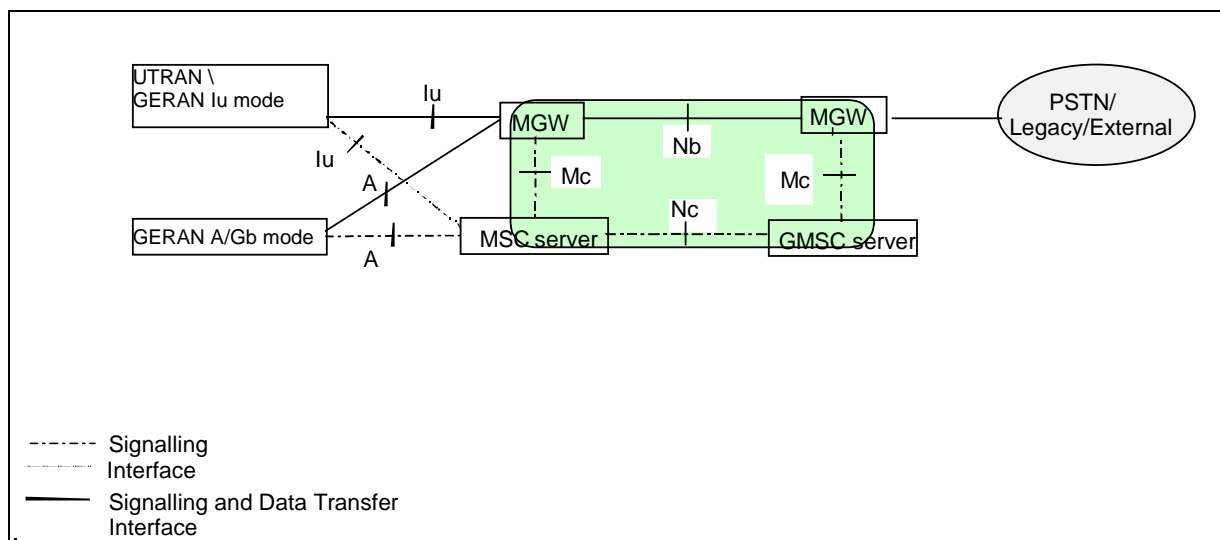 UTRAN \
GERAN Iu mode
Iu
MGW
Nb
MGW
PSTN/
Legacy/External
Iu
Mc
Mc
A
Nc
GERAN A/Gb mode
A
MSC server
GMSC server
Signalling
Interface
Signalling and Data Transfer
Interface